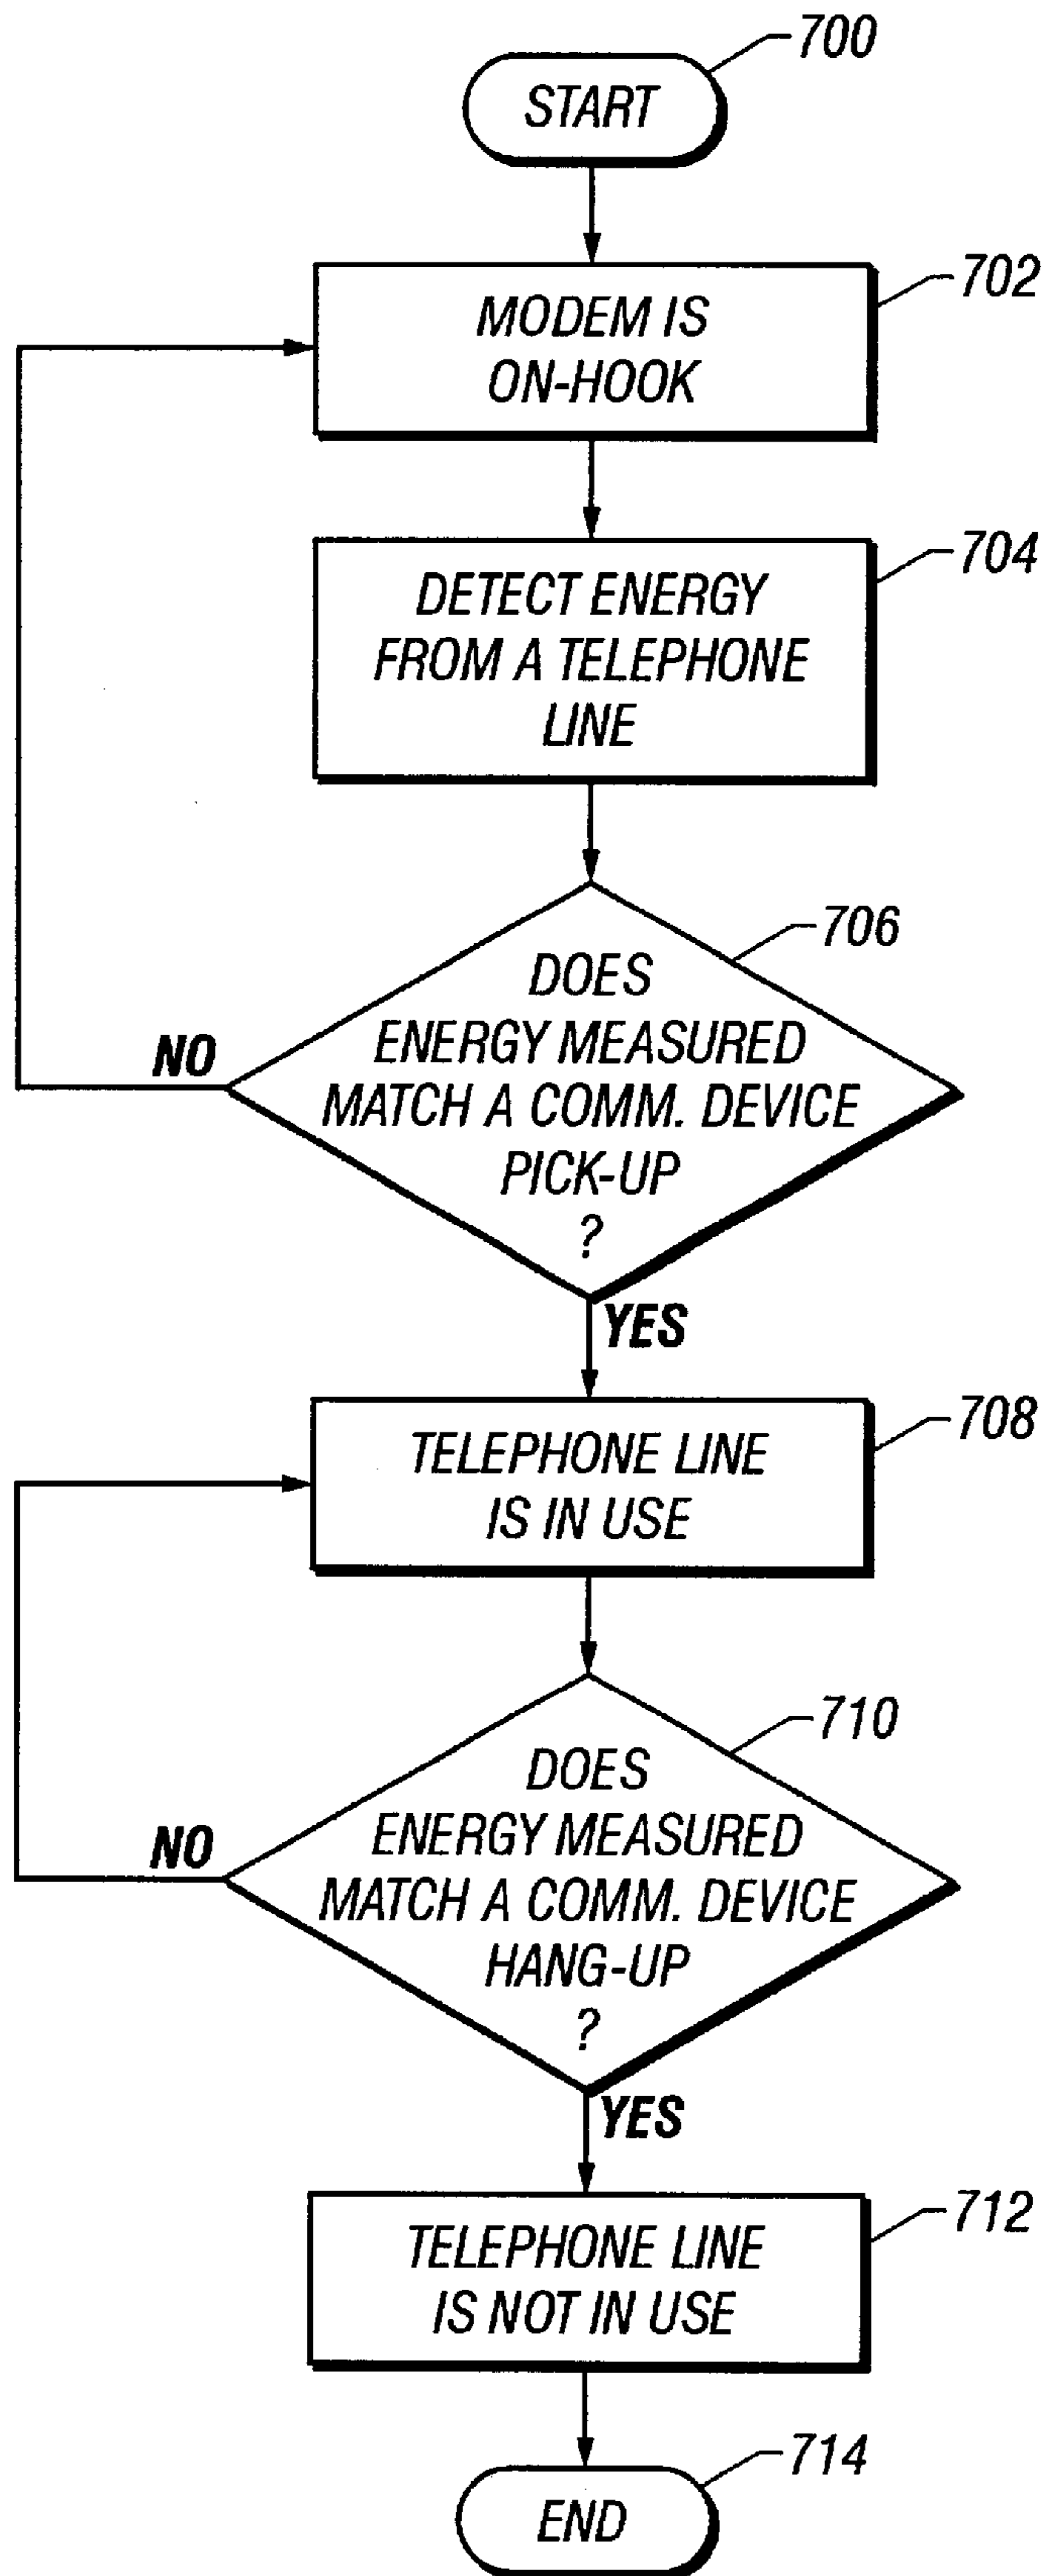 700
START
702
MODEM IS
ON-HOOK
704
DETECT ENERGY
FROM A TELEPHONE
LINE
706
DOES
ENERGY MEASURED
MATCH A COMM. DEVICE
PICK-UP
?
NO
YES
708
TELEPHONE LINE
IS IN USE
710
DOES
ENERGY MEASURED
MATCH A COMM. DEVICE
HANG-UP
?
NO
YES
712
TELEPHONE LINE
IS NOT IN USE
714
END